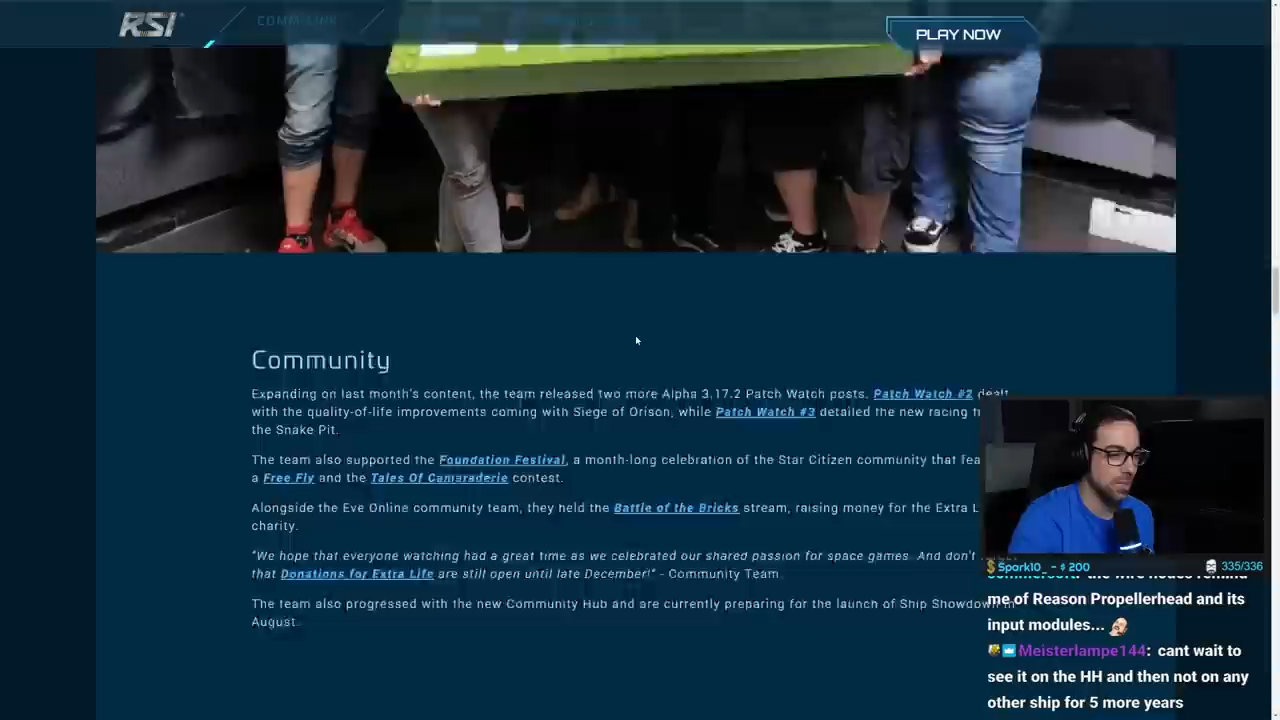 RSI
COMM-LINK
PLAY NOW
Community
Expanding on last month's content, the team released two more Alpha 3.17.2 Patch Watch posts. Patch Watch #2 dealt
with the quality-of-life improvements coming with Siege of Orison, while Patch Watch #3 detailed the new racing
the Snake Pit.
The team also supported the Foundation Festival, a month-long celebration of the Star Citizen community that
a Free Fly and the Tales Of Camaraderie contest.
Alongside the Eve Online community team, they held the Battle of the Bricks stream, raising money for the Extra
charity.
"We hope that everyone watching had a great time as we celebrated our shared passion for space games. And don't
that Donations for Extra Life are still open until late December!" - Community Team
The team also progressed with the new Community Hub and are currently preparing for the launch of Ship Showdown in
August.
Spark10_ - $ 200
335/336
the wire nodes remind
me of Reason Propellerhead and its
input modules...
Meisterlampe144: cant wait to
see it on the HH and then not on any
other ship for 5 more years